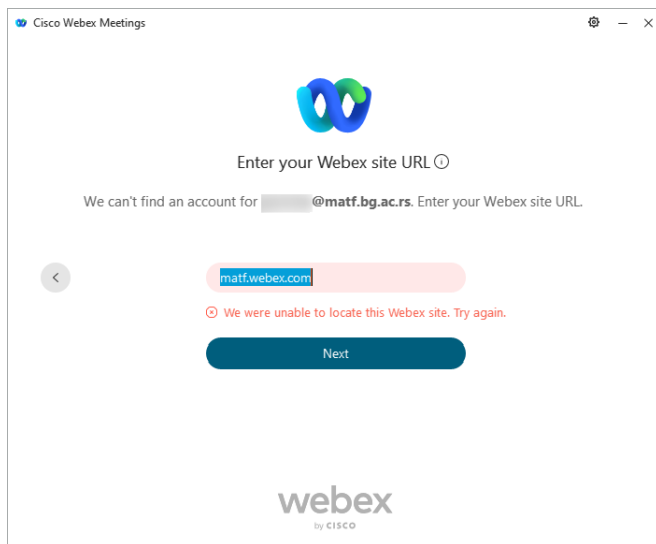 Cisco Webex Meetings
Enter your Webex site URL
We can't find an account for @matf.bg.ac.rs. Enter your Webex site URL.
matf.webex.com
We were unable to locate this Webex site. Try again.
Next
webex
by CISCO